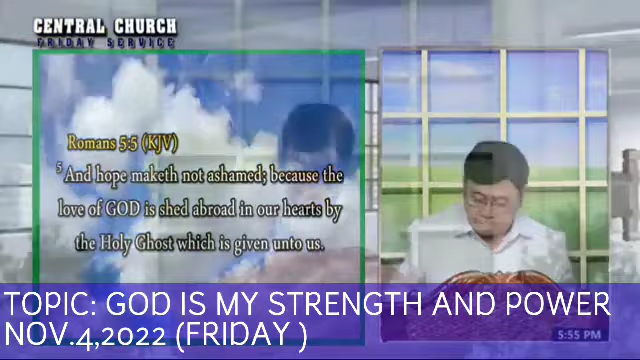 CENTRAL CHURCH
FRIDAY SERVICE
Romans 5:5 (KJV)
5 And hope maketh not ashamed; because the
love of GOD is shed abroad in our hearts by
the Holy Ghost which is given unto us.
TOPIC: GOD IS MY STRENGTH AND POWER
NOV.4,2022 (FRIDAY )
5:55 PM